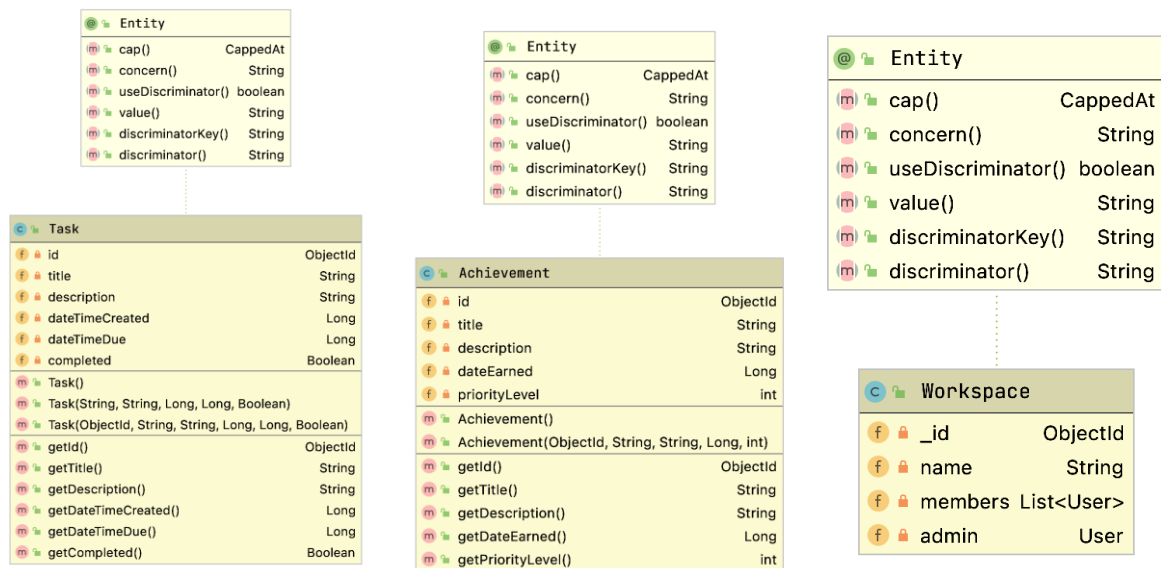 Entity
cap() CappedAt
concern() String
useDiscriminator() boolean
value() String
discriminatorKey() String
discriminator() String
Task
id ObjectId
title String
description String
dateTimeCreated Long
dateTimeDue Long
completed Boolean
Task()
Task(String, String, Long, Long, Boolean)
Task(ObjectId, String, String, Long, Long, Boolean)
getId() ObjectId
getTitle() String
getDescription() String
getDateTimeCreated() Long
getDateTimeDue() Long
getCompleted() Boolean
Entity
cap() CappedAt
concern() String
useDiscriminator() boolean
value() String
discriminatorKey() String
discriminator() String
Achievement
id ObjectId
title String
description String
dateEarned Long
priorityLevel int
Achievement()
Achievement(ObjectId, String, String, Long, int)
getId() ObjectId
getTitle() String
getDescription() String
getDateEarned() Long
getPriorityLevel() int
Entity
cap() CappedAt
concern() String
useDiscriminator() boolean
value() String
discriminatorKey() String
discriminator() String
Workspace
_id ObjectId
name String
members List<User>
admin User